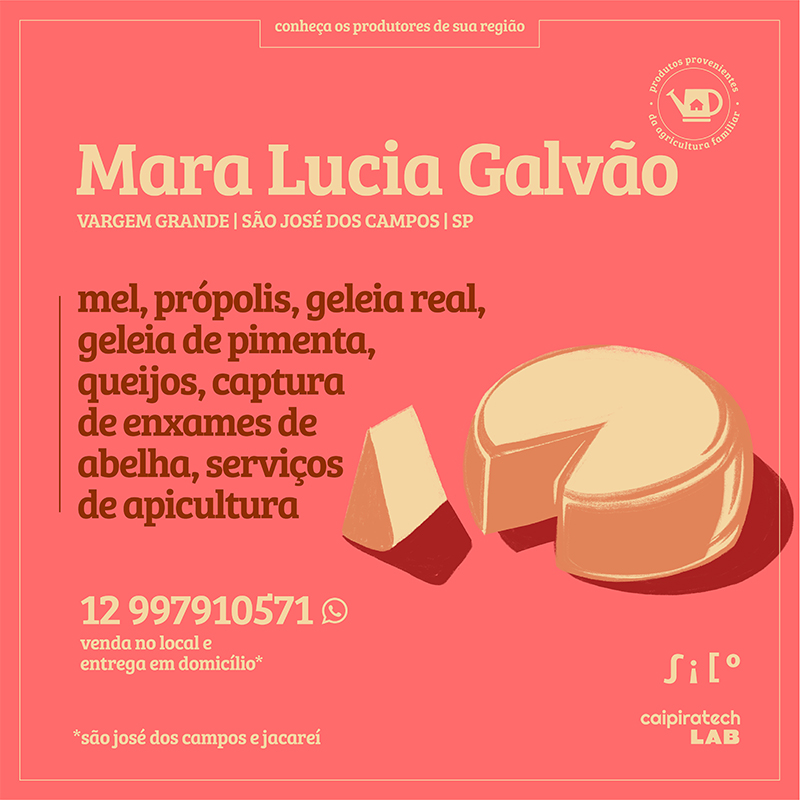 conheça os produtores de sua região
produtos provenientes
da agricultura familiar
Mara Lucia Galvão
VARGEM GRANDE | SÃO JOSÉ DOS CAMPOS | SP
mel, própolis, geleia real,
geleia de pimenta,
queijos, captura
de enxames de
abelha, serviços
de apicultura
12 997910571
venda no local e
entrega em domicílio*
*são josé dos campos e jacareí
silo
caipiratech
LAB